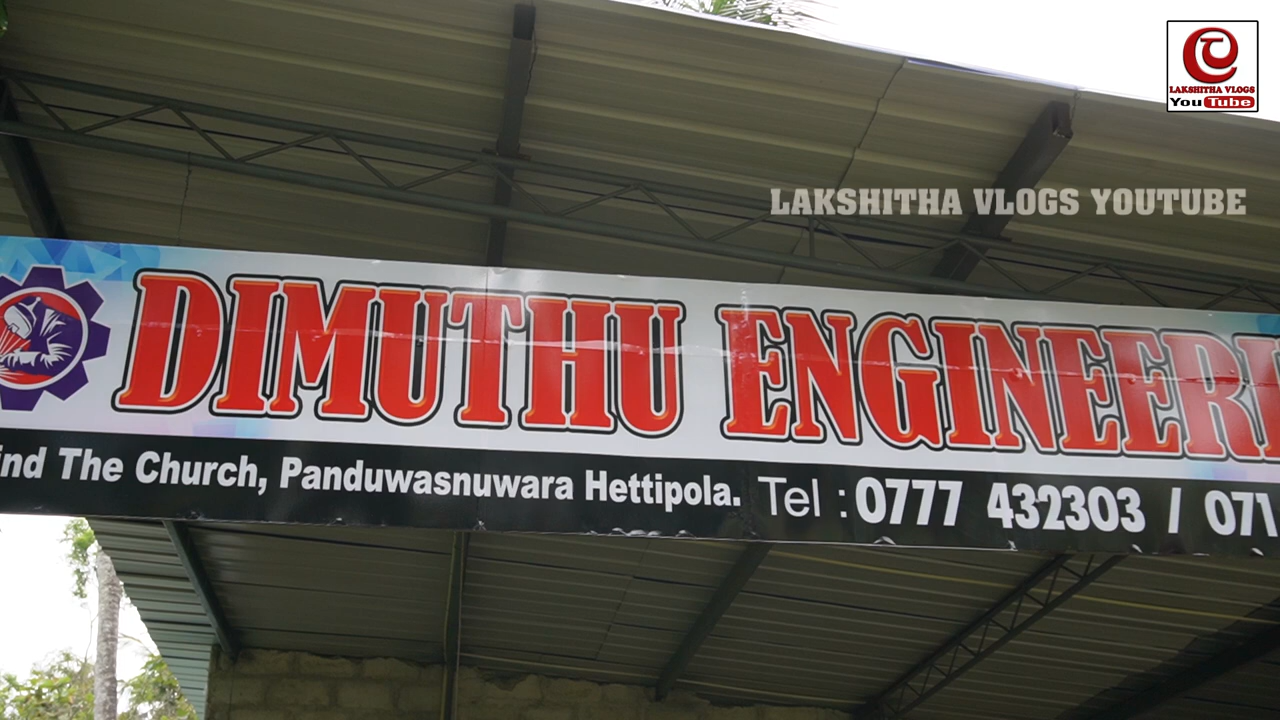 LAKSHITHA VLOGS
YouTube
LAKSHITHA VLOGS YOUTUBE
DIMUTHU ENGINEERI
ind The Church, Panduwasnuwara Hettipola. Tel : 0777 432303 / 071